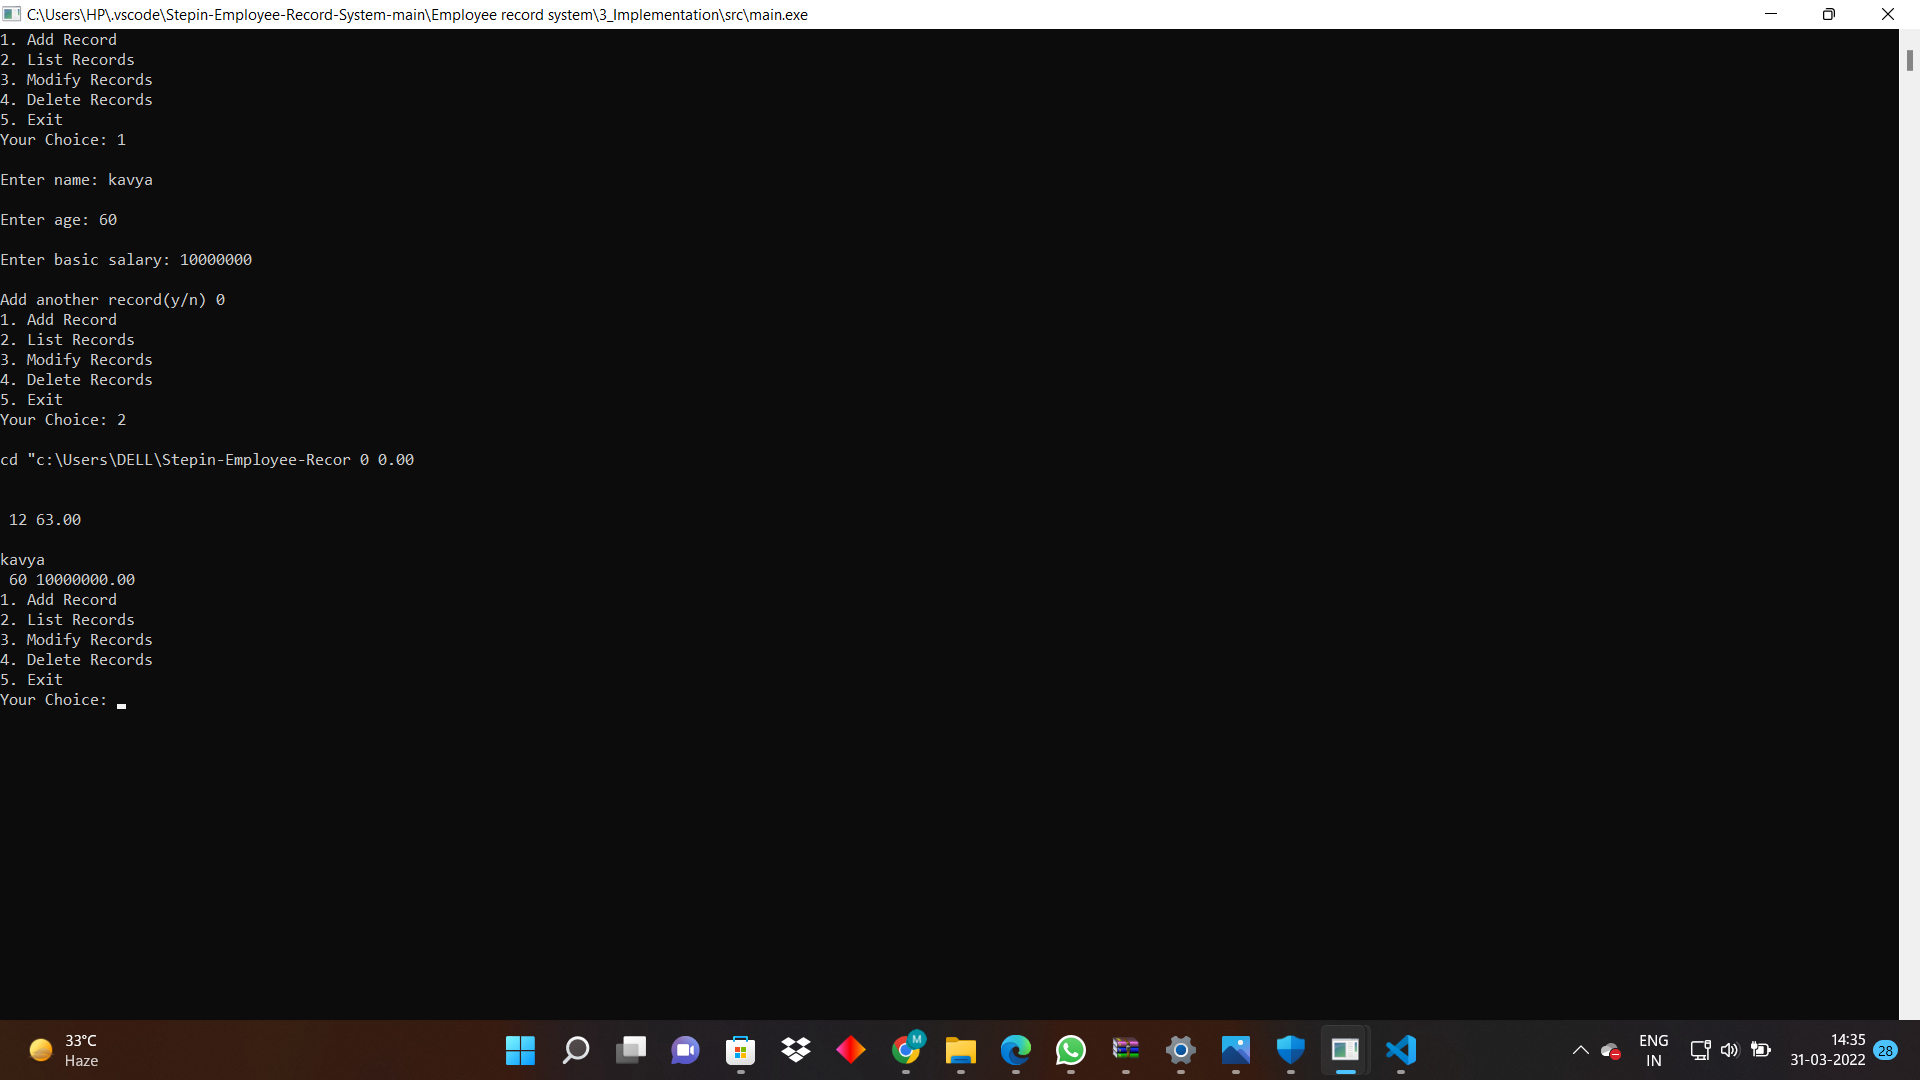 C:\Users\HP\.vscode\Stepin-Employee-Record-System-main\Employee record system\3_Implementation\src\main.exe
1. Add Record
2. List Records
3. Modify Records
4. Delete Records
5. Exit
Your Choice: 1
Enter name: kavya
Enter age: 60
Enter basic salary: 10000000
Add another record(y/n) 0
1. Add Record
2. List Records
3. Modify Records
4. Delete Records
5. Exit
Your Choice: 2
cd "c:\Users\DELL\Stepin-Employee-Recor 0 0.00
12 63.00
kavya
60 10000000.00
1. Add Record
2. List Records
3. Modify Records
4. Delete Records
5. Exit
Your Choice:
33°C
Haze
M
ENG
IN
14:35
31-03-2022
28